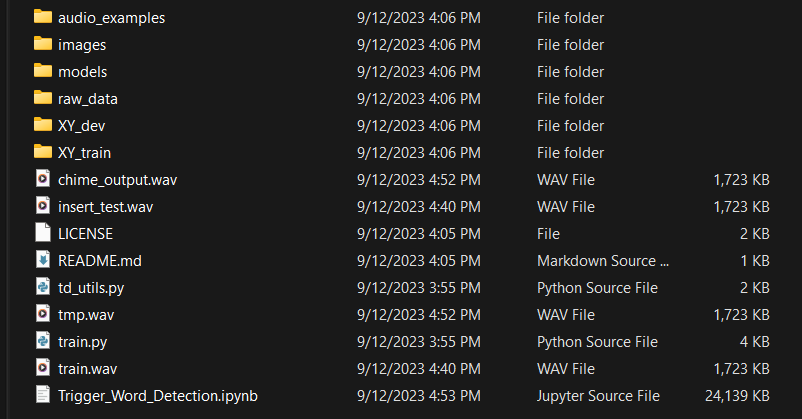 audio_examples 9/12/2023 4:06 PM File folder
images 9/12/2023 4:06 PM File folder
models 9/12/2023 4:06 PM File folder
raw_data 9/12/2023 4:06 PM File folder
XY_dev 9/12/2023 4:06 PM File folder
XY_train 9/12/2023 4:06 PM File folder
chime_output.wav 9/12/2023 4:52 PM WAV File 1,723 KB
insert_test.wav 9/12/2023 4:40 PM WAV File 1,723 KB
LICENSE 9/12/2023 4:05 PM File 2 KB
README.md 9/12/2023 4:05 PM Markdown Source ... 1 KB
td_utils.py 9/12/2023 3:55 PM Python Source File 2 KB
tmp.wav 9/12/2023 4:52 PM WAV File 1,723 KB
train.py 9/12/2023 3:55 PM Python Source File 4 KB
train.wav 9/12/2023 4:40 PM WAV File 1,723 KB
Trigger_Word_Detection.ipynb 9/12/2023 4:53 PM Jupyter Source File 24,139 KB